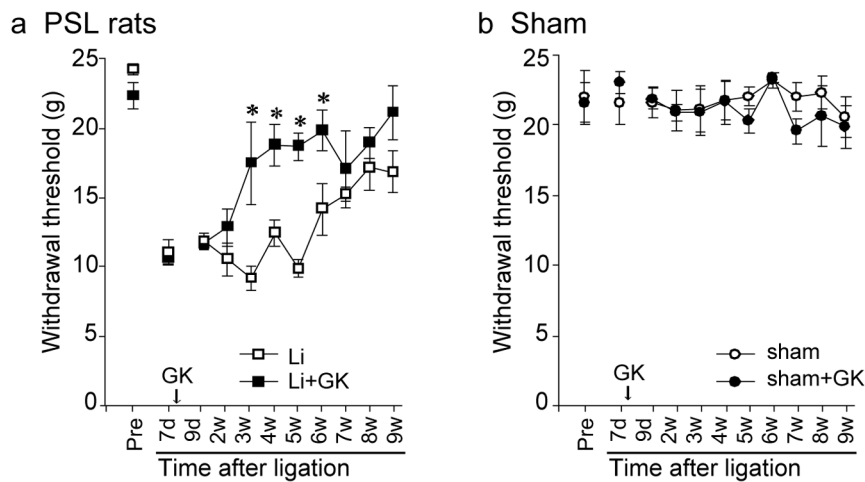 a PSL rats
Withdrawal threshold (g)
25
20
15
10
5
0
* * * *
Li
Li+GK
GK
↓
Pre 7d 9d 2w 3w 4w 5w 6w 7w 8w 9w
Time after ligation
b Sham
Withdrawal threshold (g)
25
20
15
10
5
0
sham
sham+GK
GK
↓
Pre 7d 9d 2w 3w 4w 5w 6w 7w 8w 9w
Time after ligation